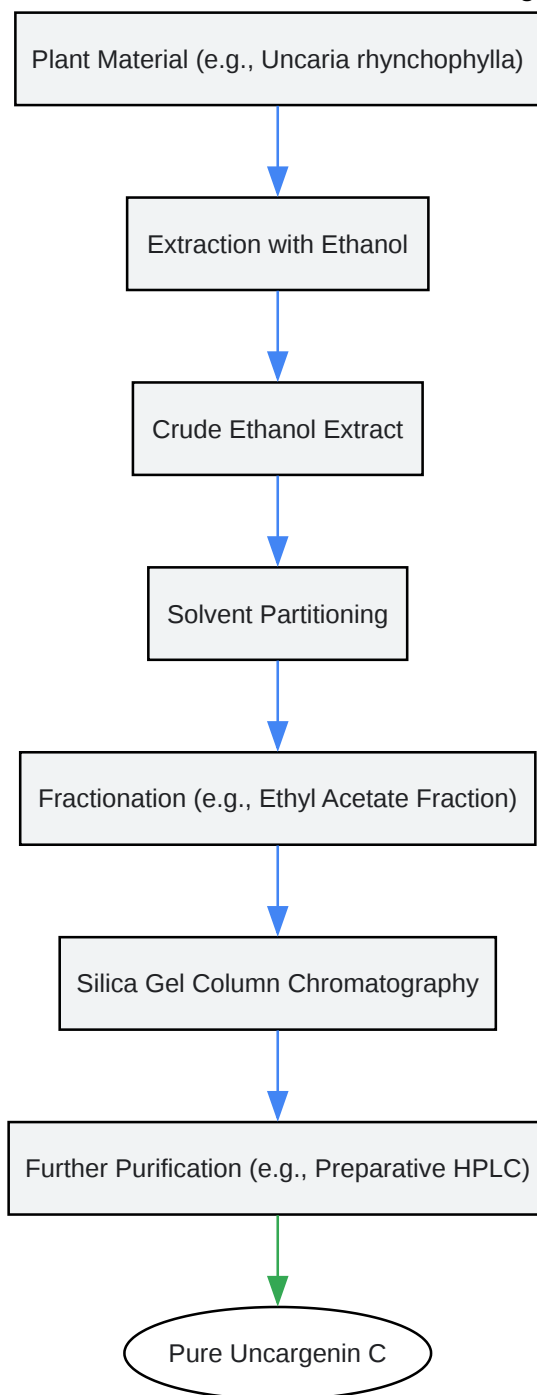 Plant Material (e.g., Uncaria rhynchophylla)
Extraction with Ethanol
Crude Ethanol Extract
Solvent Partitioning
Fractionation (e.g., Ethyl Acetate Fraction)
Silica Gel Column Chromatography
Further Purification (e.g., Preparative HPLC)
Pure Uncargenin C